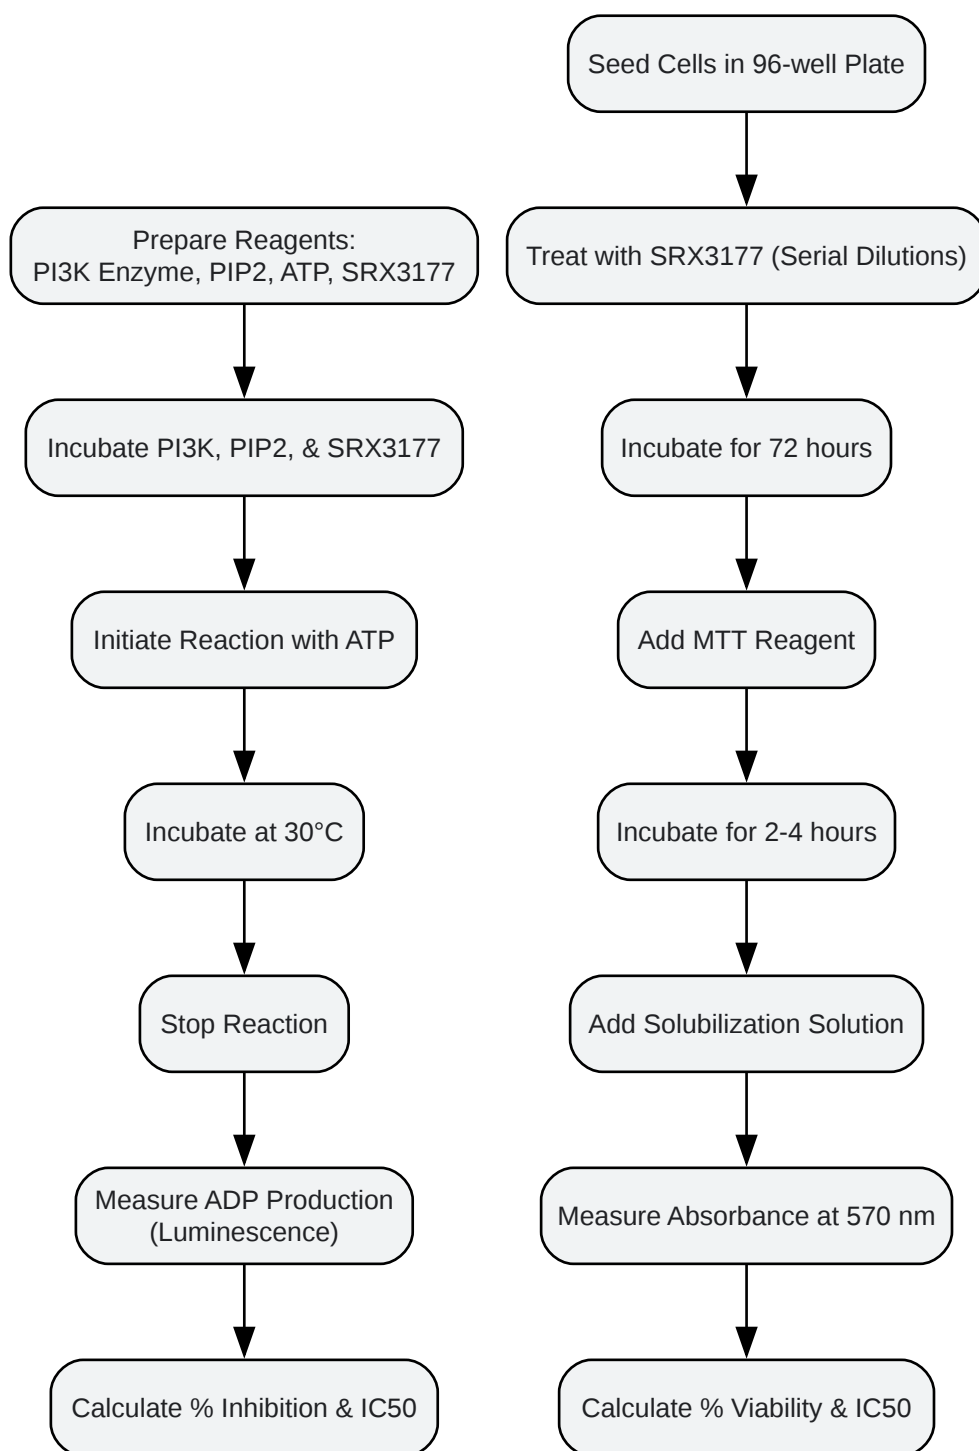 Prepare Reagents:
PI3K Enzyme, PIP2, ATP, SRX3177
Incubate PI3K, PIP2, & SRX3177
Initiate Reaction with ATP
Incubate at 30°C
Stop Reaction
Measure ADP Production
(Luminescence)
Calculate % Inhibition & IC50
Seed Cells in 96-well Plate
Treat with SRX3177 (Serial Dilutions)
Incubate for 72 hours
Add MTT Reagent
Incubate for 2-4 hours
Add Solubilization Solution
Measure Absorbance at 570 nm
Calculate % Viability & IC50